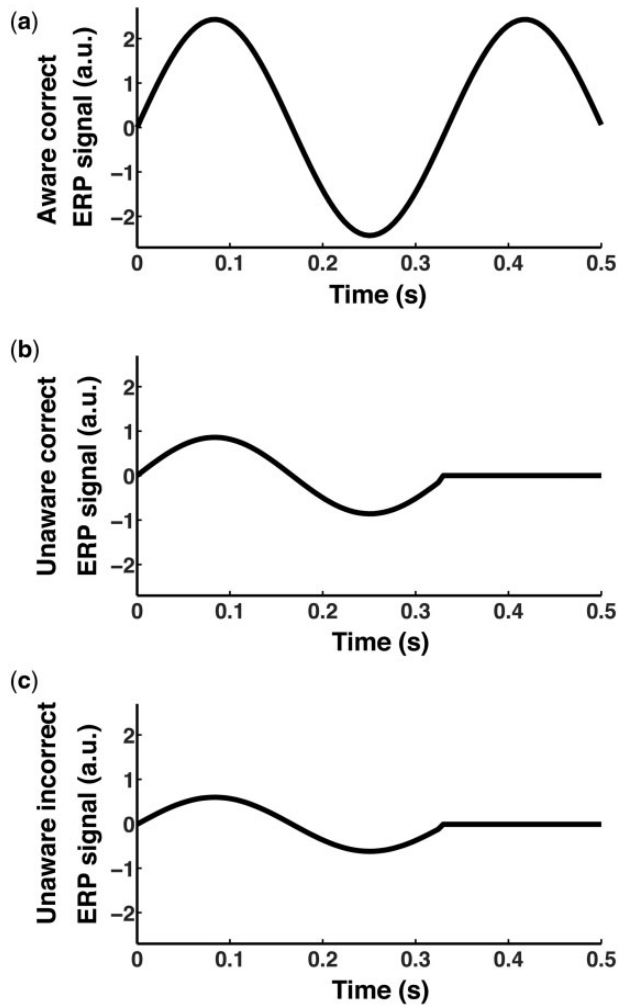 (a)
Aware correct
ERP signal (a.u.)
2
1
0
−1
−2
0 0.1 0.2 0.3 0.4 0.5
Time (s)
(b)
Unaware correct
ERP signal (a.u.)
2
1
0
−1
−2
0 0.1 0.2 0.3 0.4 0.5
Time (s)
(c)
Unaware incorrect
ERP signal (a.u.)
2
1
0
−1
−2
0 0.1 0.2 0.3 0.4 0.5
Time (s)